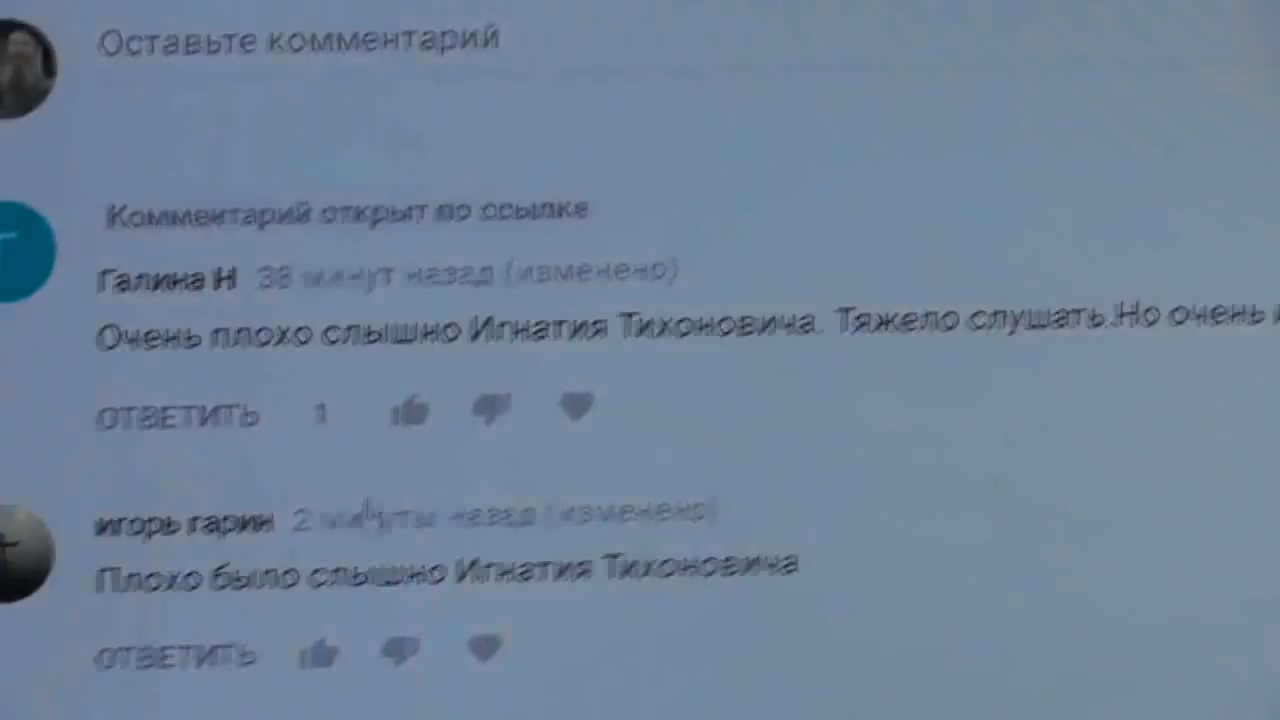 Оставьте комментарий
Комментарий открыт по ссылке
Г
Галина Н 38 минут назад (изменено)
Очень плохо слышно Игнатия Тихоновича. Тяжело слушать.Но очень
ОТВЕТИТЬ 1
игорь гарин 2 минуты назад (изменено)
Плохо было слышно Игнатия Тихоновича
ОТВЕТИТЬ